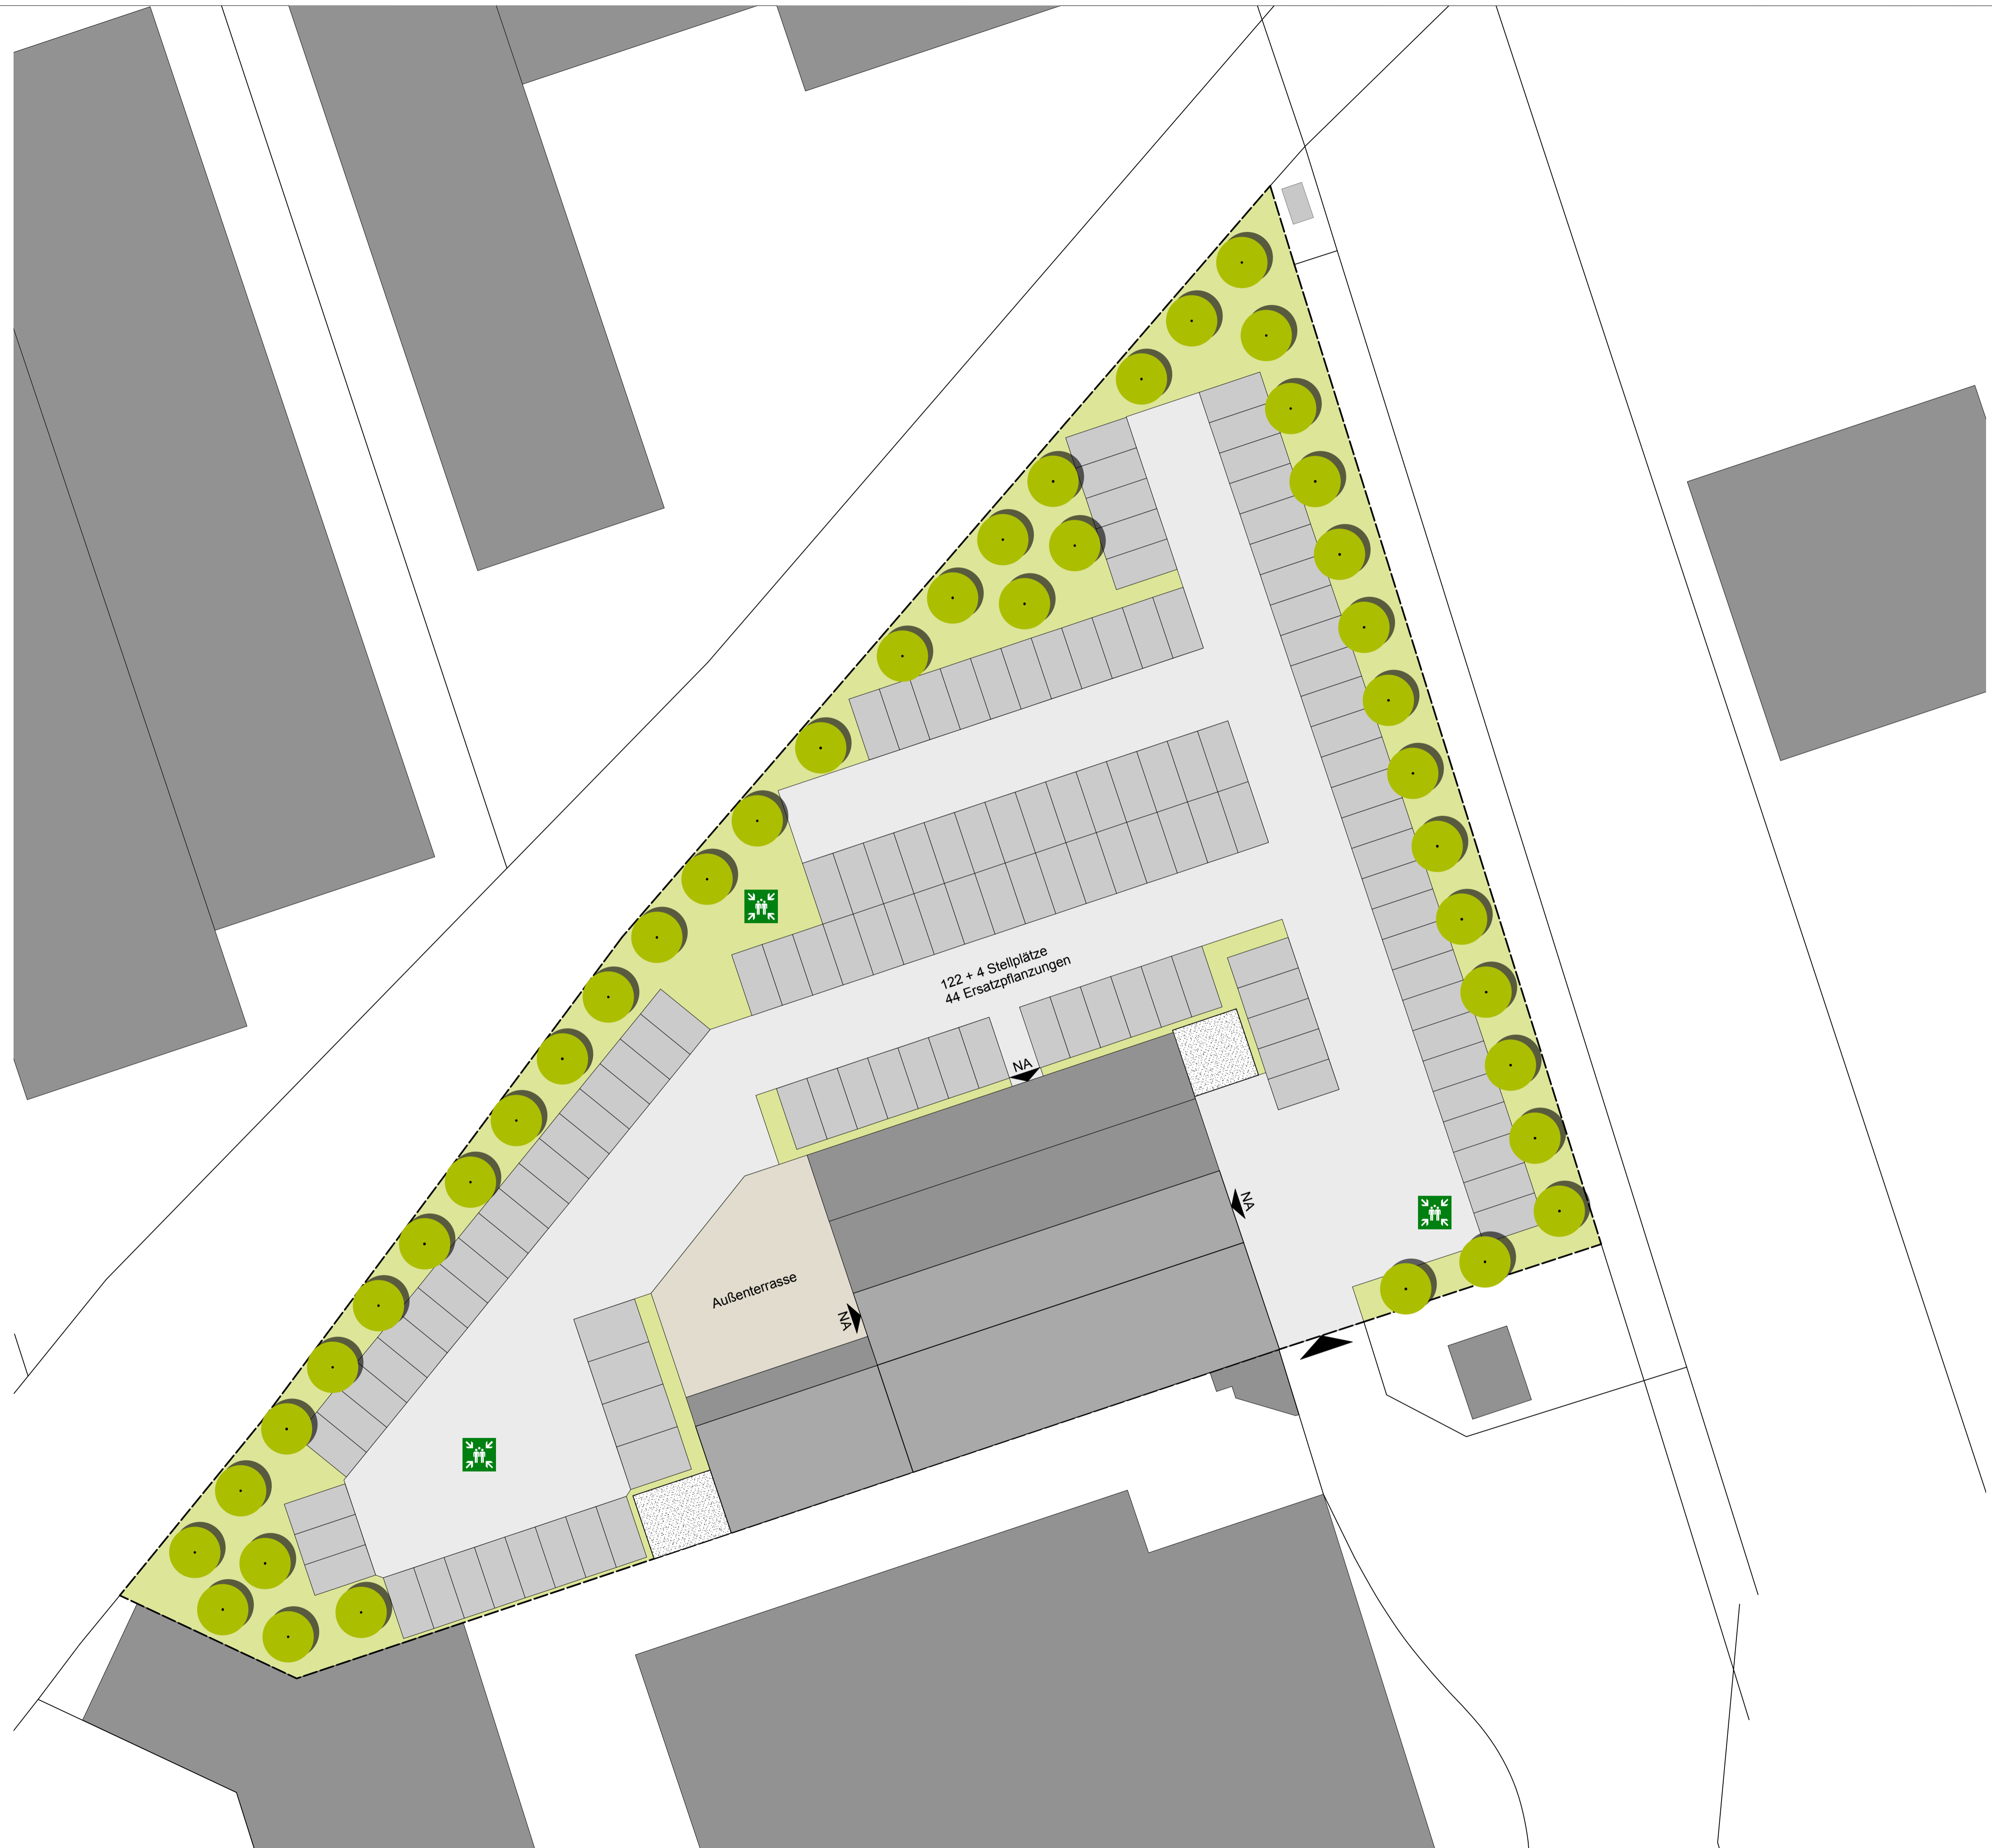 122 + 4 Stellplätze
44 Ersatzpflanzungen
NA
NA
Außenterrasse
NA